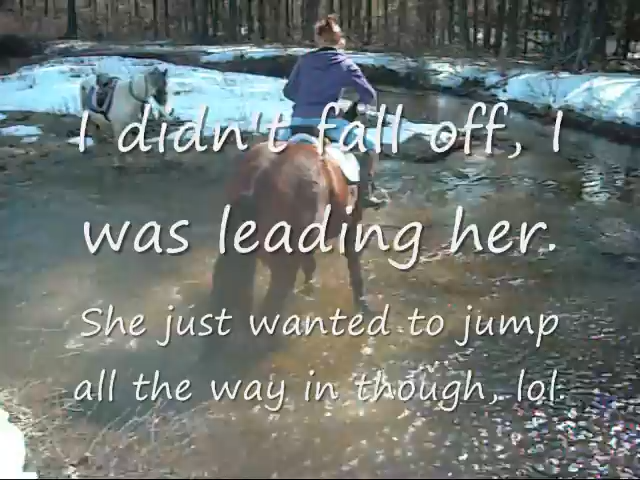 I didn't fall off, I
was leading her.
She just wanted to jump
all the way in though, lol.